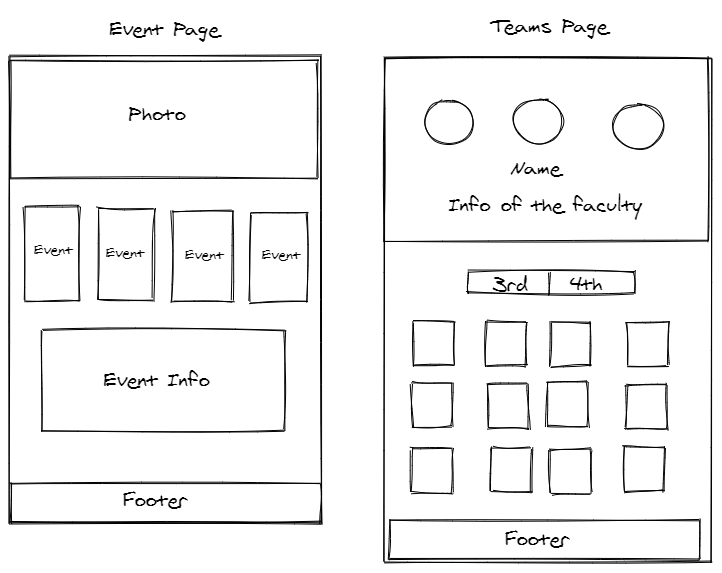 Event Page
Photo
Event Event Event Event
Event Info
Footer
Teams Page
Name
Info of the faculty
3rd 4th
Footer